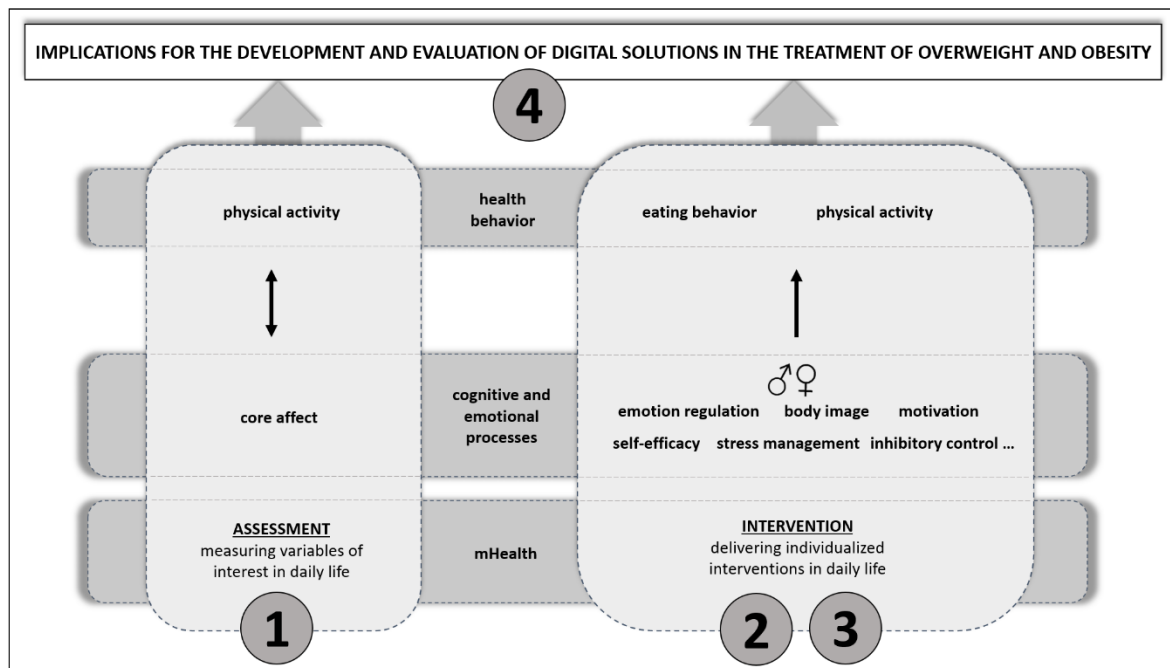 IMPLICATIONS FOR THE DEVELOPMENT AND EVALUATION OF DIGITAL SOLUTIONS IN THE TREATMENT OF OVERWEIGHT AND OBESITY
4
physical activity
health
behavior
eating behavior
physical activity
core affect
cognitive and
emotional
processes
♂♀
emotion regulation body image motivation
self-efficacy stress management inhibitory control ...
ASSESSMENT
measuring variables of
interest in daily life
mHealth
INTERVENTION
delivering individualized
interventions in daily life
1
2
3